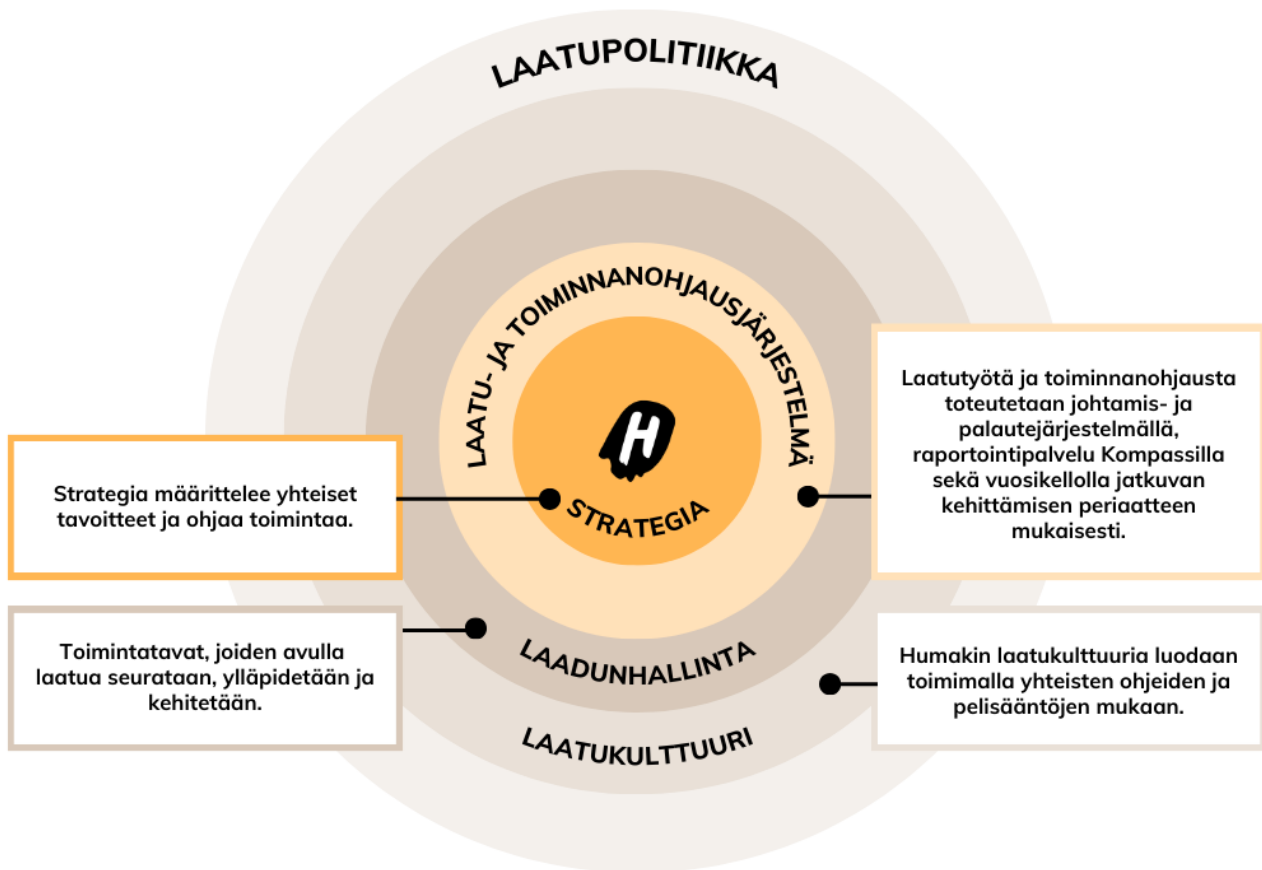 LAATUPOLITIIKKA
LAATU- JA TOIMINNANOHJAUSJÄRJESTELMÄ
H
STRATEGIA
Strategia määrittelee yhteiset
tavoitteet ja ohjaa toimintaa.
Laatutyötä ja toiminnanohjausta
toteutetaan johtamis- ja
palautejärjestelmällä,
raportointipalvelu Kompassilla
sekä vuosikellolla jatkuvan
kehittämisen periaatteen
mukaisesti.
LAADUNHALLINTA
Toimintatavat, joiden avulla
laatua seurataan, ylläpidetään ja
kehitetään.
Humakin laatukulttuuria luodaan
toimimalla yhteisten ohjeiden ja
pelisääntöjen mukaan.
LAATUKULTTUURI